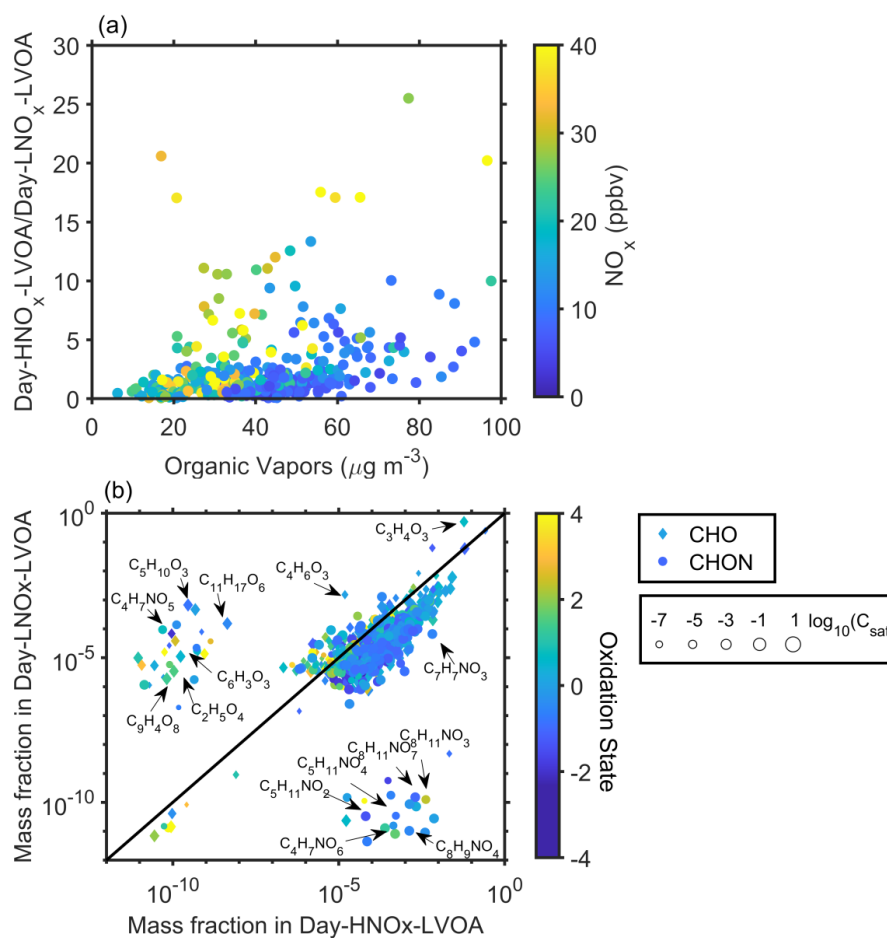 (a)
Day-HNOₓ-LVOA/Day-LNOₓ-LVOA
30
25
20
15
10
5
0
0 20 40 60 80 100
Organic Vapors (μg m⁻³)
40
30
20
10
0
NOₓ (ppbv)
(b)
Mass fraction in Day-LNOx-LVOA
10⁰
10⁻⁵
10⁻¹⁰
10⁻¹⁰ 10⁻⁵ 10⁰
Mass fraction in Day-HNOx-LVOA
C₃H₄O₃
C₅H₁₀O₃
C₁₁H₁₇O₆
C₄H₆O₃
C₄H₇NO₅
C₆H₃O₃
C₇H₇NO₃
C₉H₄O₈
C₂H₅O₄
C₈H₁₁NO₃
C₈H₁₁NO₇
C₅H₁₁NO₄
C₅H₁₁NO₂
C₄H₇NO₆
C₈H₉NO₄
4
2
0
-2
-4
Oxidation State
CHO
CHON
-7 -5 -3 -1 1 log₁₀(Cₛₐₜ